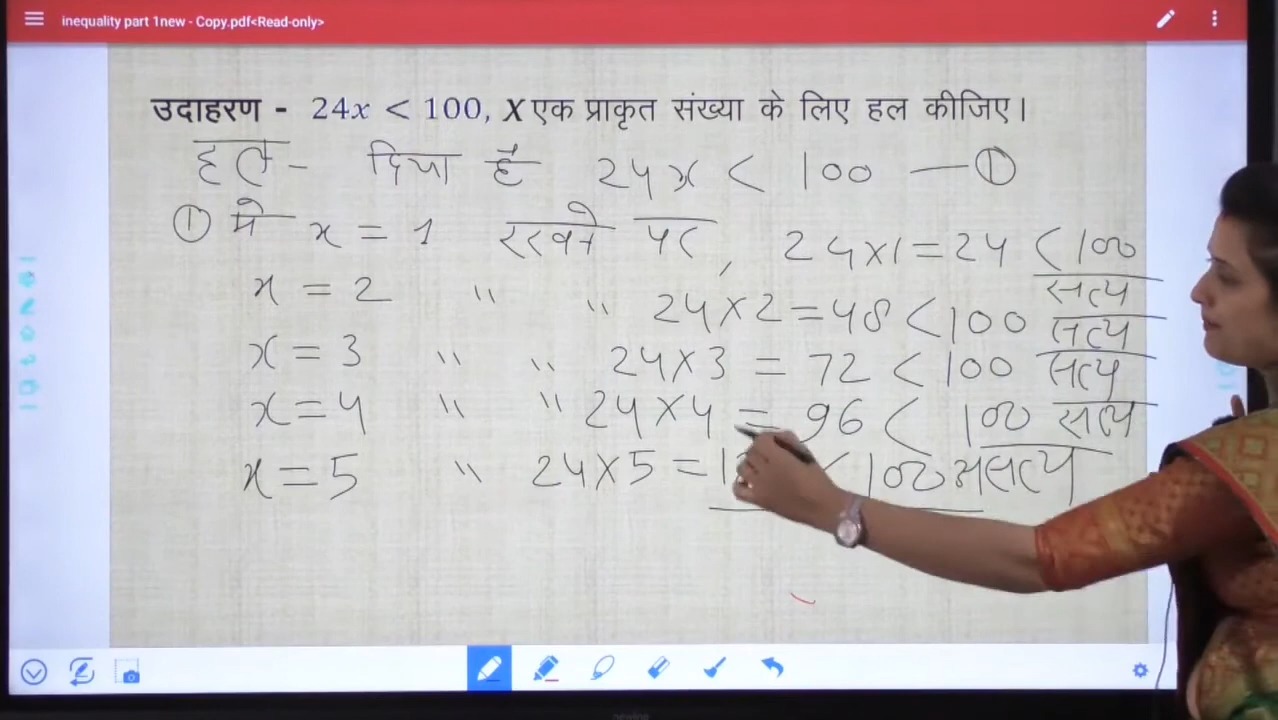 inequality part 1new - Copy.pdf<Read-only>
उदाहरण - 24x < 100, X एक प्राकृत संख्या के लिए हल कीजिए।
हल- दिया है 24x < 100 — ①
① मे x = 1 रखने पर, 24×1=24 < 100 सत्य
x = 2 " " 24×2=48 < 100 सत्य
x = 3 " " 24×3 = 72 < 100 सत्य
x=4 " " 24×4 = 96 < 100 सत्य
x=5 " 24×5=1 < 100 असत्य
newline